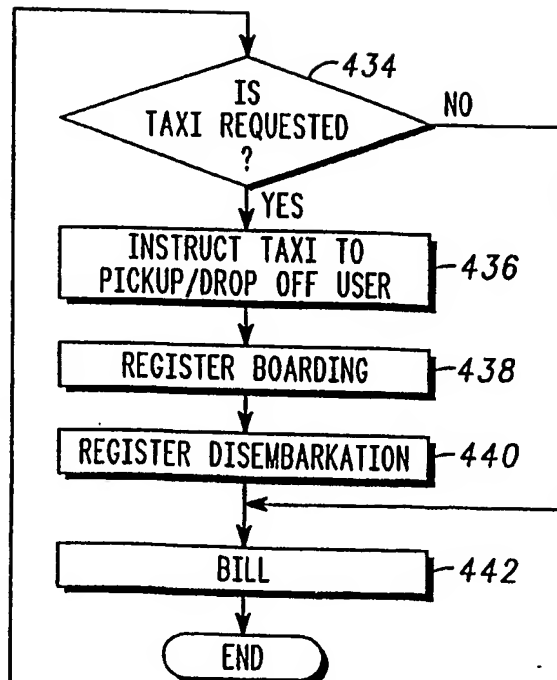 434
IS
TAXI REQUESTED
?
NO
YES
INSTRUCT TAXI TO
PICKUP/DROP OFF USER
436
REGISTER BOARDING
438
REGISTER DISEMBARKATION
440
BILL
442
END